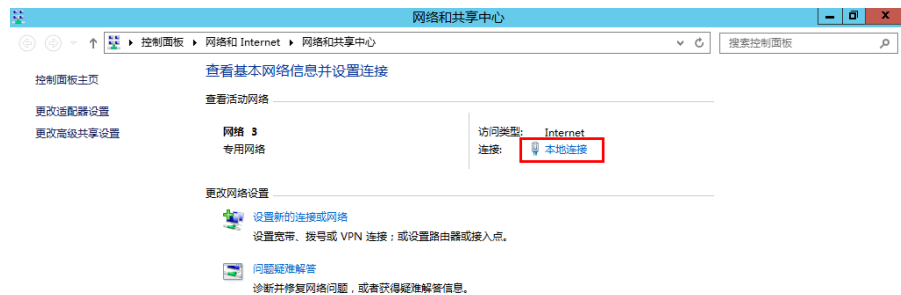 网络和共享中心
控制面板 网络和 Internet 网络和共享中心
搜索控制面板
控制面板主页
更改适配器设置
更改高级共享设置
查看基本网络信息并设置连接
查看活动网络
网络 3
专用网络
访问类型: Internet
连接: 本地连接
更改网络设置
设置新的连接或网络
设置宽带、拨号或 VPN 连接；或设置路由器或接入点。
问题疑难解答
诊断并修复网络问题，或者获得疑难解答信息。